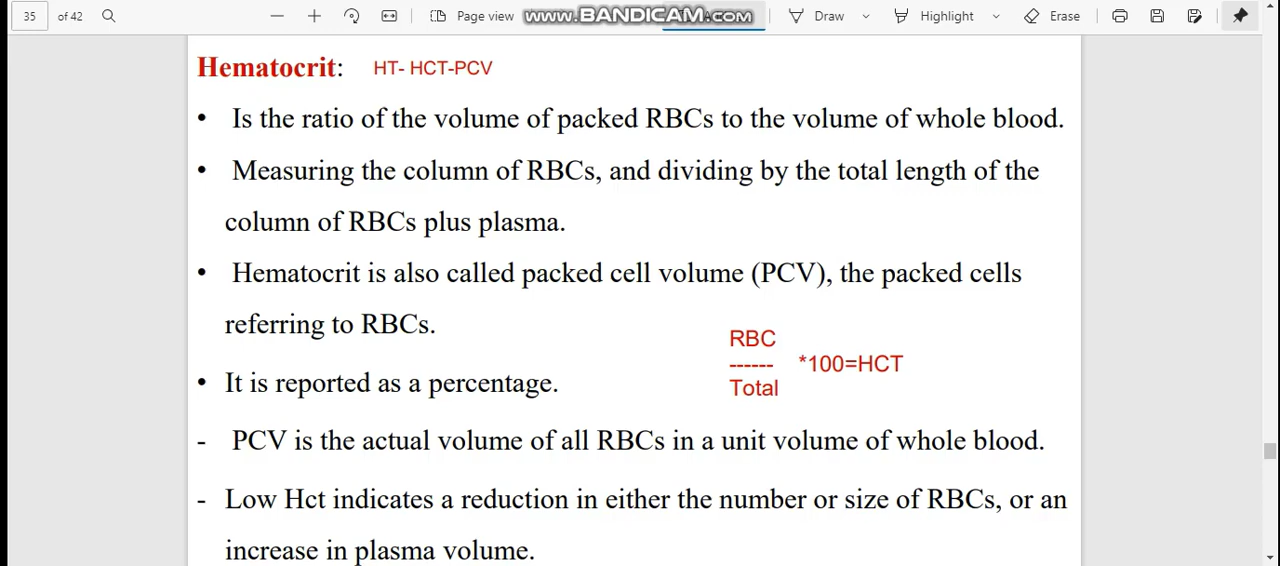 35 of 42 Page view www.BANDICAM.com Draw Highlight Erase
Hematocrit: HT- HCT-PCV
• Is the ratio of the volume of packed RBCs to the volume of whole blood.
• Measuring the column of RBCs, and dividing by the total length of the
column of RBCs plus plasma.
• Hematocrit is also called packed cell volume (PCV), the packed cells
referring to RBCs.
RBC
------ *100=HCT
Total
• It is reported as a percentage.
- PCV is the actual volume of all RBCs in a unit volume of whole blood.
- Low Hct indicates a reduction in either the number or size of RBCs, or an
increase in plasma volume.